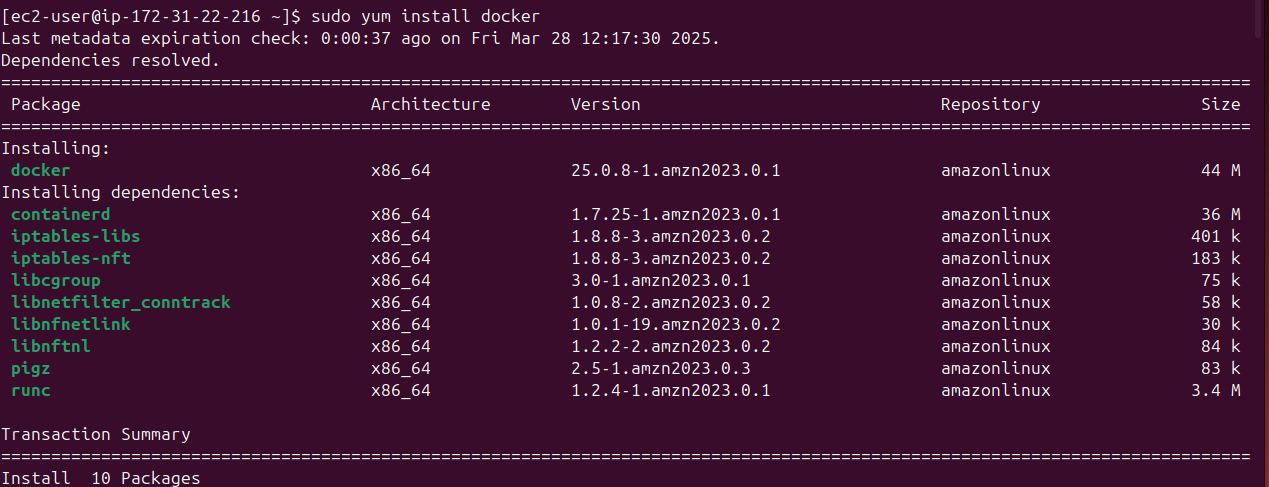 [ec2-user@ip-172-31-22-216 ~]$ sudo yum install docker
Last metadata expiration check: 0:00:37 ago on Fri Mar 28 12:17:30 2025.
Dependencies resolved.
=============================================================================================================================
Package Architecture Version Repository Size
=============================================================================================================================
Installing:
docker x86_64 25.0.8-1.amzn2023.0.1 amazonlinux 44 M
Installing dependencies:
containerd x86_64 1.7.25-1.amzn2023.0.1 amazonlinux 36 M
iptables-libs x86_64 1.8.8-3.amzn2023.0.2 amazonlinux 401 k
iptables-nft x86_64 1.8.8-3.amzn2023.0.2 amazonlinux 183 k
libcgroup x86_64 3.0-1.amzn2023.0.1 amazonlinux 75 k
libnetfilter_conntrack x86_64 1.0.8-2.amzn2023.0.2 amazonlinux 58 k
libnfnetlink x86_64 1.0.1-19.amzn2023.0.2 amazonlinux 30 k
libnftnl x86_64 1.2.2-2.amzn2023.0.2 amazonlinux 84 k
pigz x86_64 2.5-1.amzn2023.0.3 amazonlinux 83 k
runc x86_64 1.2.4-1.amzn2023.0.1 amazonlinux 3.4 M
Transaction Summary
=============================================================================================================================
Install 10 Packages